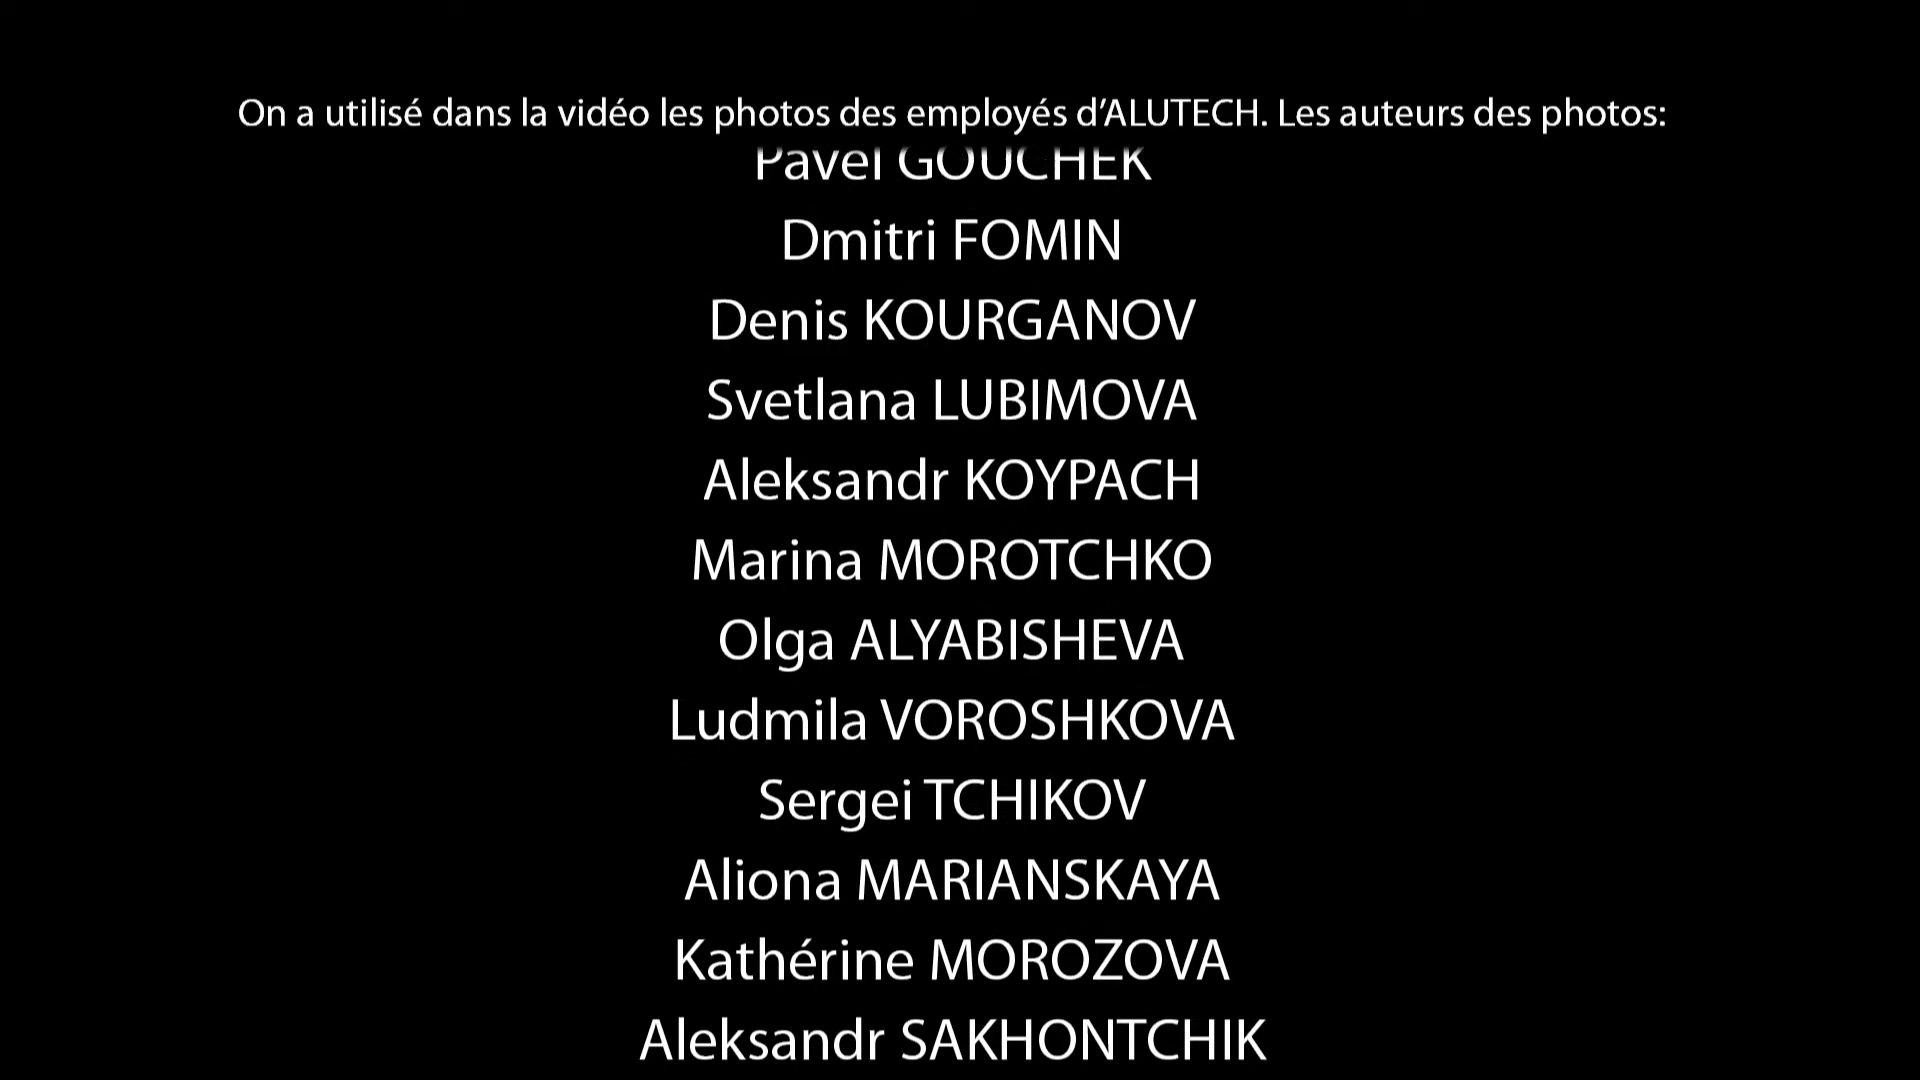 On a utilisé dans la vidéo les photos des employés d’ALUTECH. Les auteurs des photos:
Pavel GOUCHEK
Dmitri FOMIN
Denis KOURGANOV
Svetlana LUBIMOVA
Aleksandr KOYPACH
Marina MOROTCHKO
Olga ALYABISHEVA
Ludmila VOROSHKOVA
Sergei TCHIKOV
Aliona MARIANSKAYA
Kathérine MOROZOVA
Aleksandr SAKHONTCHIK